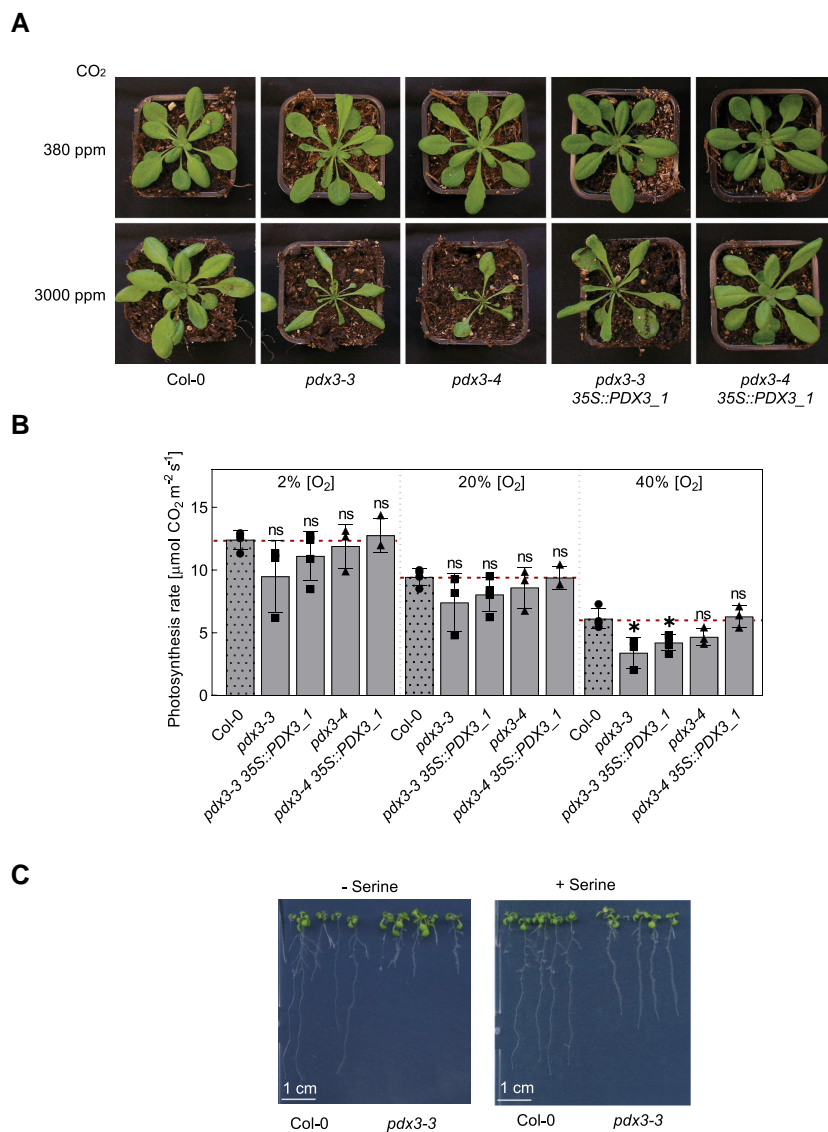 A
CO₂
380 ppm
3000 ppm
Col-0
pdx3-3
pdx3-4
pdx3-3
35S::PDX3_1
pdx3-4
35S::PDX3_1
B
Photosynthesis rate [µmol CO₂ m⁻² s⁻¹]
15
10
5
0
2% [O₂]
20% [O₂]
40% [O₂]
ns
ns
ns
ns
ns
ns
ns
ns
*
*
ns
ns
Col-0
pdx3-3
pdx3-3 35S::PDX3_1
pdx3-4
pdx3-4 35S::PDX3_1
Col-0
pdx3-3
pdx3-3 35S::PDX3_1
pdx3-4
pdx3-4 35S::PDX3_1
Col-0
pdx3-3
pdx3-3 35S::PDX3_1
pdx3-4
pdx3-4 35S::PDX3_1
C
- Serine
+ Serine
1 cm
1 cm
Col-0
pdx3-3
Col-0
pdx3-3